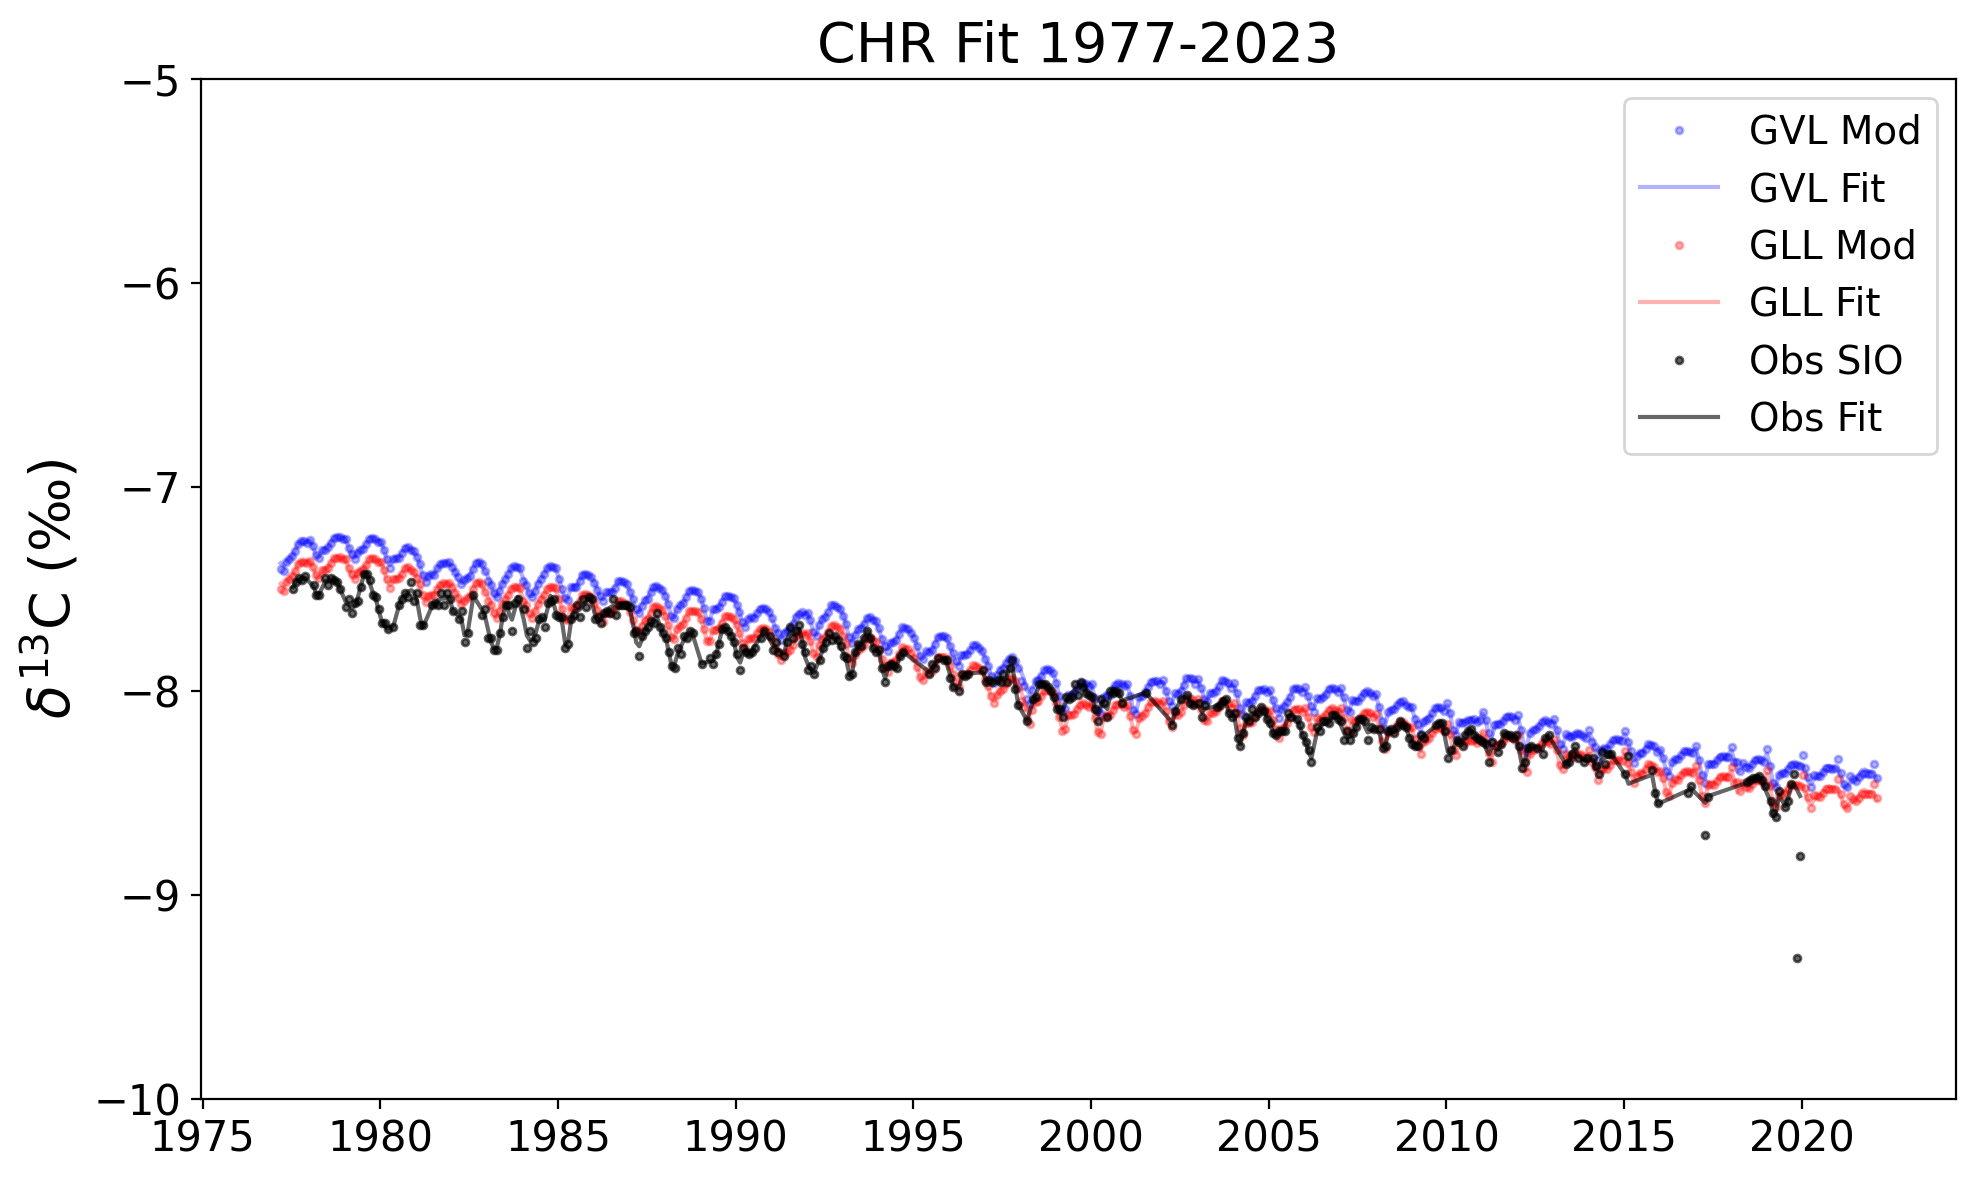 CHR Fit 1977-2023
δ¹³C (‰)
−5
−6
−7
−8
−9
−10
1975 1980 1985 1990 1995 2000 2005 2010 2015 2020
GVL Mod
GVL Fit
GLL Mod
GLL Fit
Obs SIO
Obs Fit